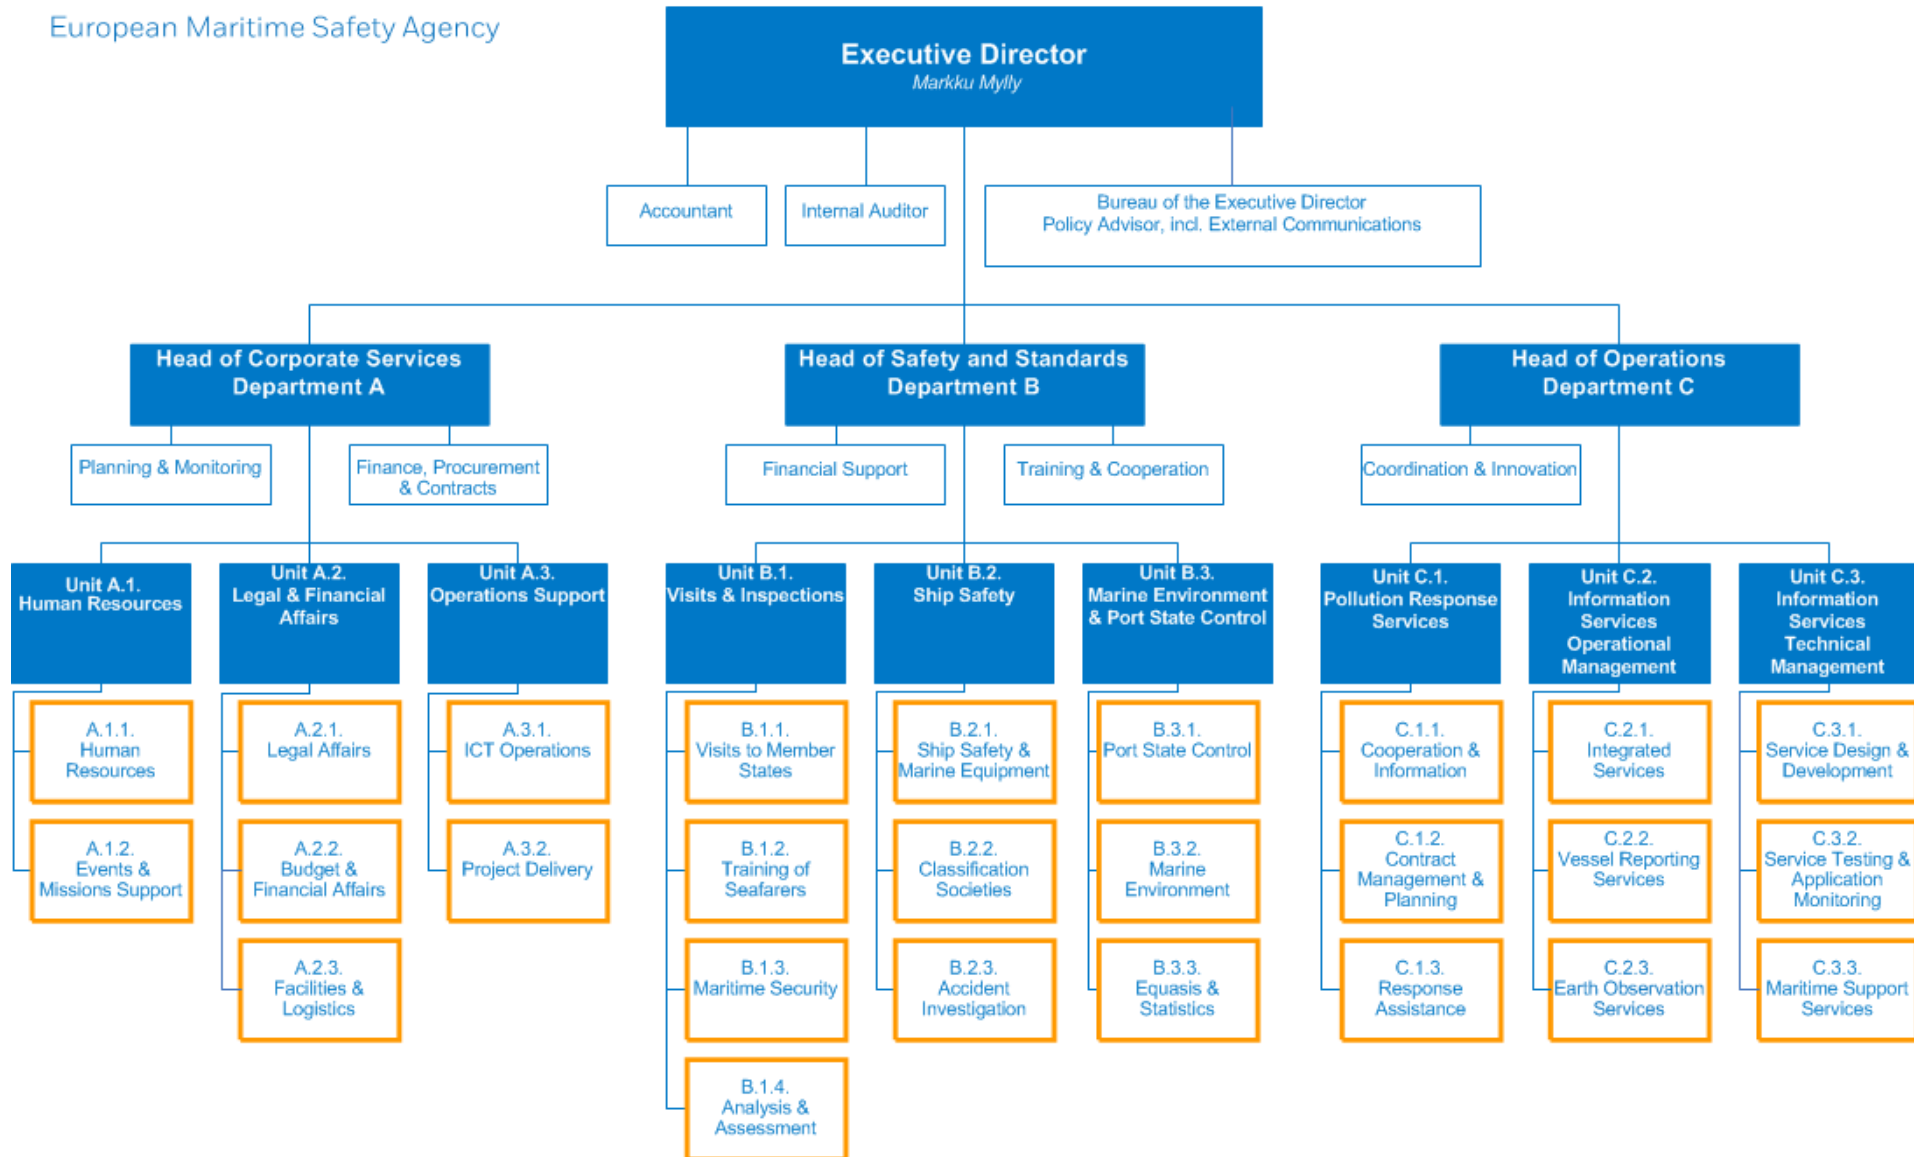 European Maritime Safety Agency
Executive Director
Markku Mylly
Accountant
Internal Auditor
Bureau of the Executive Director
Policy Advisor, incl. External Communications
Head of Corporate Services
Department A
Head of Safety and Standards
Department B
Head of Operations
Department C
Planning & Monitoring
Finance, Procurement
& Contracts
Financial Support
Training & Cooperation
Coordination & Innovation
Unit A.1.
Human Resources
Unit A.2.
Legal & Financial
Affairs
Unit A.3.
Operations Support
Unit B.1.
Visits & Inspections
Unit B.2.
Ship Safety
Unit B.3.
Marine Environment
& Port State Control
Unit C.1.
Pollution Response
Services
Unit C.2.
Information
Services
Operational
Management
Unit C.3.
Information
Services
Technical
Management
A.1.1.
Human
Resources
A.2.1.
Legal Affairs
A.3.1.
ICT Operations
B.1.1.
Visits to Member
States
B.2.1.
Ship Safety &
Marine Equipment
B.3.1.
Port State Control
C.1.1.
Cooperation &
Information
C.2.1.
Integrated
Services
C.3.1.
Service Design &
Development
A.1.2.
Events &
Missions Support
A.2.2.
Budget &
Financial Affairs
A.3.2.
Project Delivery
B.1.2.
Training of
Seafarers
B.2.2.
Classification
Societies
B.3.2.
Marine
Environment
C.1.2.
Contract
Management &
Planning
C.2.2.
Vessel Reporting
Services
C.3.2.
Service Testing &
Application
Monitoring
A.2.3.
Facilities &
Logistics
B.1.3.
Maritime Security
B.2.3.
Accident
Investigation
B.3.3.
Equasis &
Statistics
C.1.3.
Response
Assistance
C.2.3.
Earth Observation
Services
C.3.3.
Maritime Support
Services
B.1.4.
Analysis &
Assessment